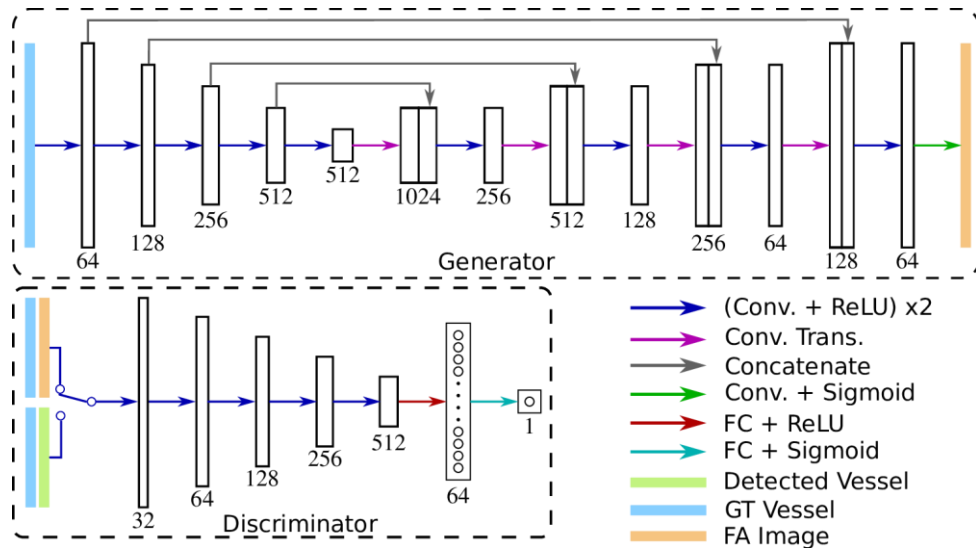 512
512
1024
256
256
512
128
128
256
64
64
128
64
Generator
(Conv. + ReLU) x2
Conv. Trans.
Concatenate
Conv. + Sigmoid
FC + ReLU
FC + Sigmoid
Detected Vessel
GT Vessel
FA Image
1
512
256
128
64
64
32
Discriminator